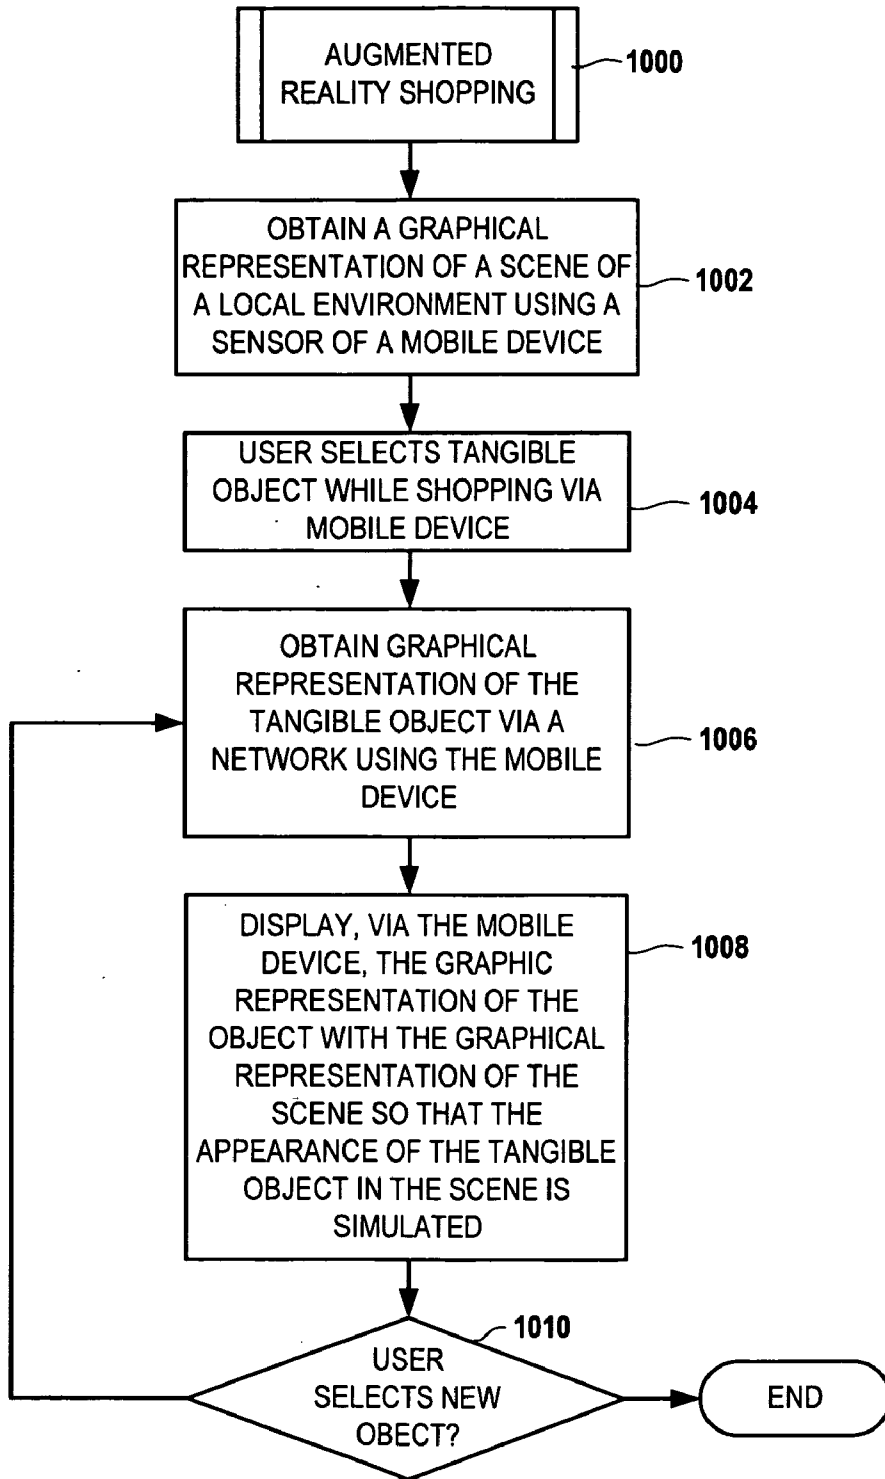 AUGMENTED
REALITY SHOPPING
1000
OBTAIN A GRAPHICAL
REPRESENTATION OF A SCENE OF
A LOCAL ENVIRONMENT USING A
SENSOR OF A MOBILE DEVICE
1002
USER SELECTS TANGIBLE
OBJECT WHILE SHOPPING VIA
MOBILE DEVICE
1004
OBTAIN GRAPHICAL
REPRESENTATION OF THE
TANGIBLE OBJECT VIA A
NETWORK USING THE MOBILE
DEVICE
1006
DISPLAY, VIA THE MOBILE
DEVICE, THE GRAPHIC
REPRESENTATION OF THE
OBJECT WITH THE GRAPHICAL
REPRESENTATION OF THE
SCENE SO THAT THE
APPEARANCE OF THE TANGIBLE
OBJECT IN THE SCENE IS
SIMULATED
1008
1010
USER
SELECTS NEW
OBECT?
END